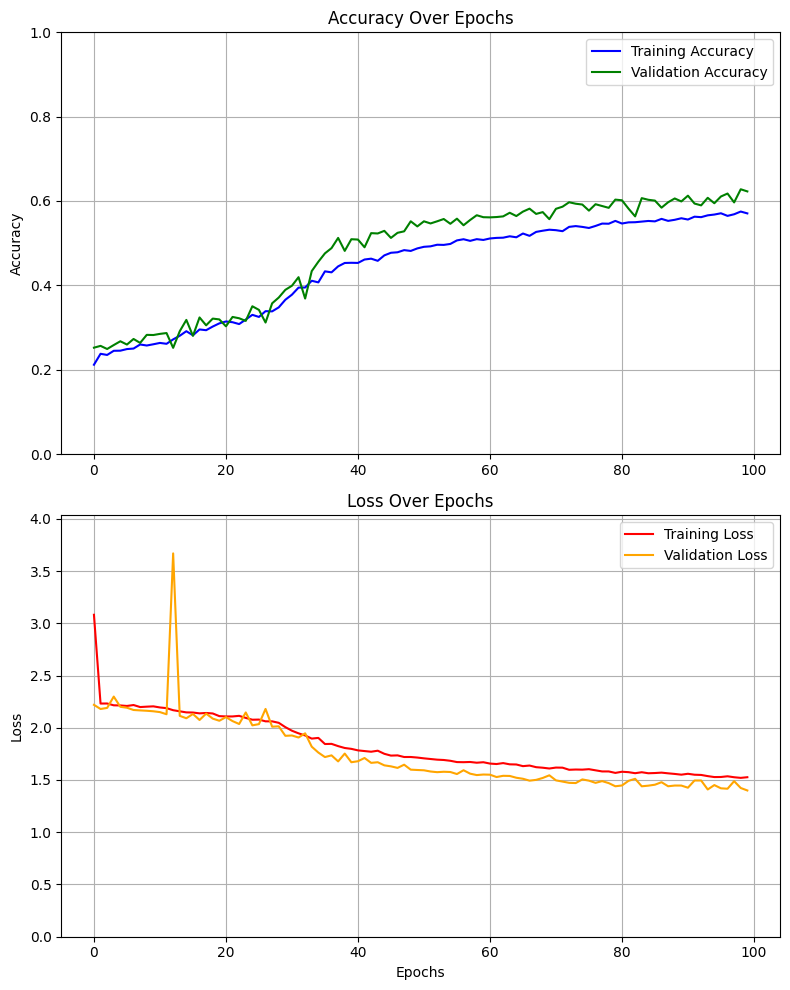 Accuracy Over Epochs
1.0
Training Accuracy
Validation Accuracy
0.8
0.6
Accuracy
0.4
0.2
0.0
0 20 40 60 80 100
Loss Over Epochs
4.0
Training Loss
Validation Loss
3.5
3.0
2.5
Loss
2.0
1.5
1.0
0.5
0.0
0 20 40 60 80 100
Epochs